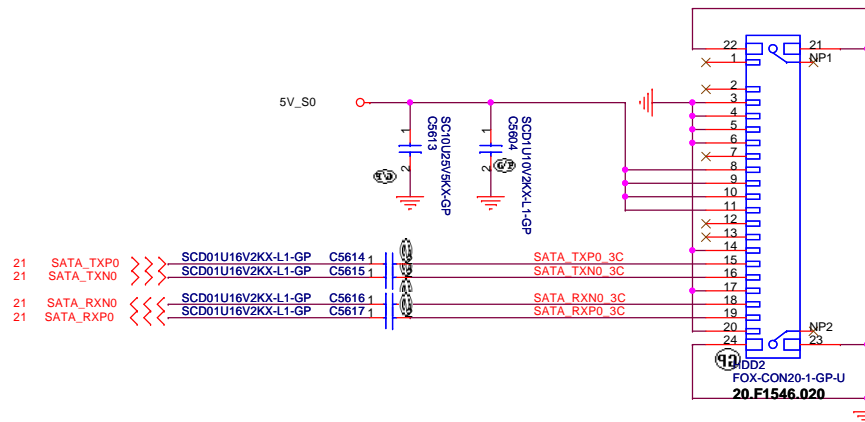 22
21
1
NP1
2
5V_S0
3
4
5
6
7
8
9
10
11
12
13
14
15
16
17
18
19
20
NP2
24
23
1
2
SC10U25V5KX-GP
C5613
1
2
SCD1U10V2KX-L1-GP
C5604
21 SATA_TXP0 SCD01U16V2KX-L1-GP C5614 1 SATA_TXP0_3C
21 SATA_TXN0 SCD01U16V2KX-L1-GP C5615 1 SATA_TXN0_3C
21 SATA_RXN0 SCD01U16V2KX-L1-GP C5616 1 SATA_RXN0_3C
21 SATA_RXP0 SCD01U16V2KX-L1-GP C5617 1 SATA_RXP0_3C
HDD2
FOX-CON20-1-GP-U
20.F1546.020